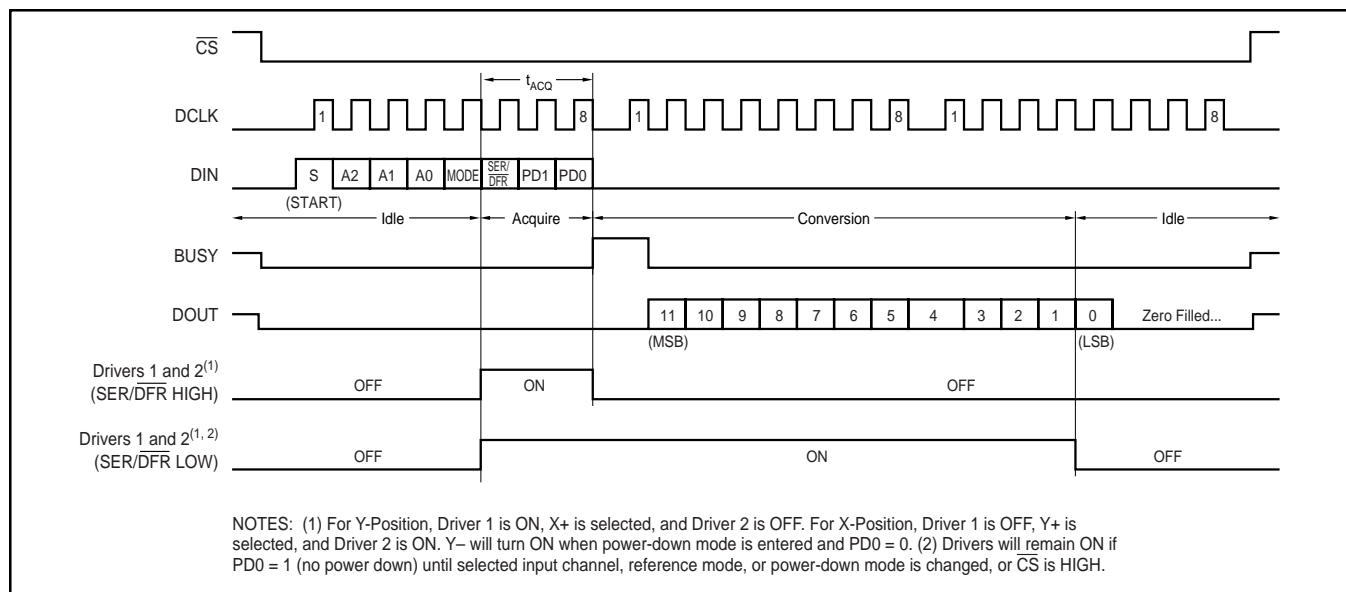 CS
tACQ
DCLK 1 8 1 8 1 8
DIN S A2 A1 A0 MODE SER/DFR PD1 PD0
(START)
Idle Acquire Conversion Idle
BUSY
DOUT 11 10 9 8 7 6 5 4 3 2 1 0 Zero Filled...
(MSB) (LSB)
Drivers 1 and 2(1)
(SER/DFR HIGH) OFF ON OFF
Drivers 1 and 2(1, 2)
(SER/DFR LOW) OFF ON OFF
NOTES: (1) For Y-Position, Driver 1 is ON, X+ is selected, and Driver 2 is OFF. For X-Position, Driver 1 is OFF, Y+ is
selected, and Driver 2 is ON. Y– will turn ON when power-down mode is entered and PD0 = 0. (2) Drivers will remain ON if
PD0 = 1 (no power down) until selected input channel, reference mode, or power-down mode is changed, or CS is HIGH.